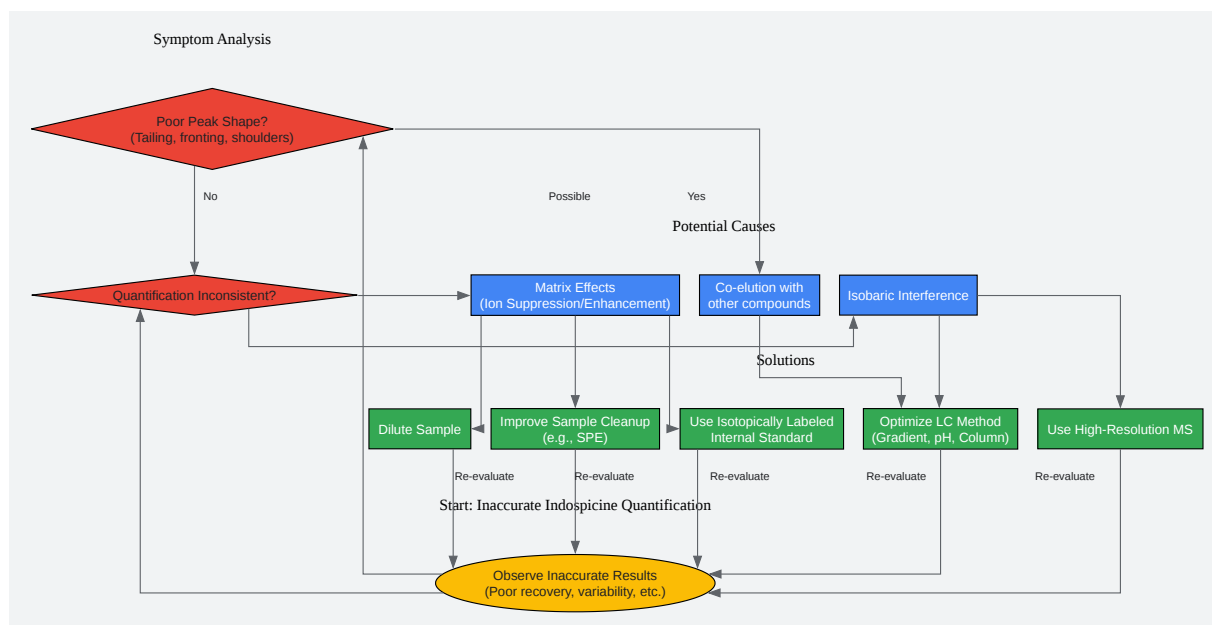 Symptom Analysis
Poor Peak Shape?
(Tailing, fronting, shoulders)
No
Possible
Yes
Potential Causes
Quantification Inconsistent?
Matrix Effects
(Ion Suppression/Enhancement)
Co-elution with
other compounds
Isobaric Interference
Solutions
Dilute Sample
Improve Sample Cleanup
(e.g., SPE)
Use Isotopically Labeled
Internal Standard
Optimize LC Method
(Gradient, pH, Column)
Use High-Resolution MS
Re-evaluate
Re-evaluate
Re-evaluate
Re-evaluate
Re-evaluate
Start: Inaccurate Indospicine Quantification
Observe Inaccurate Results
(Poor recovery, variability, etc.)